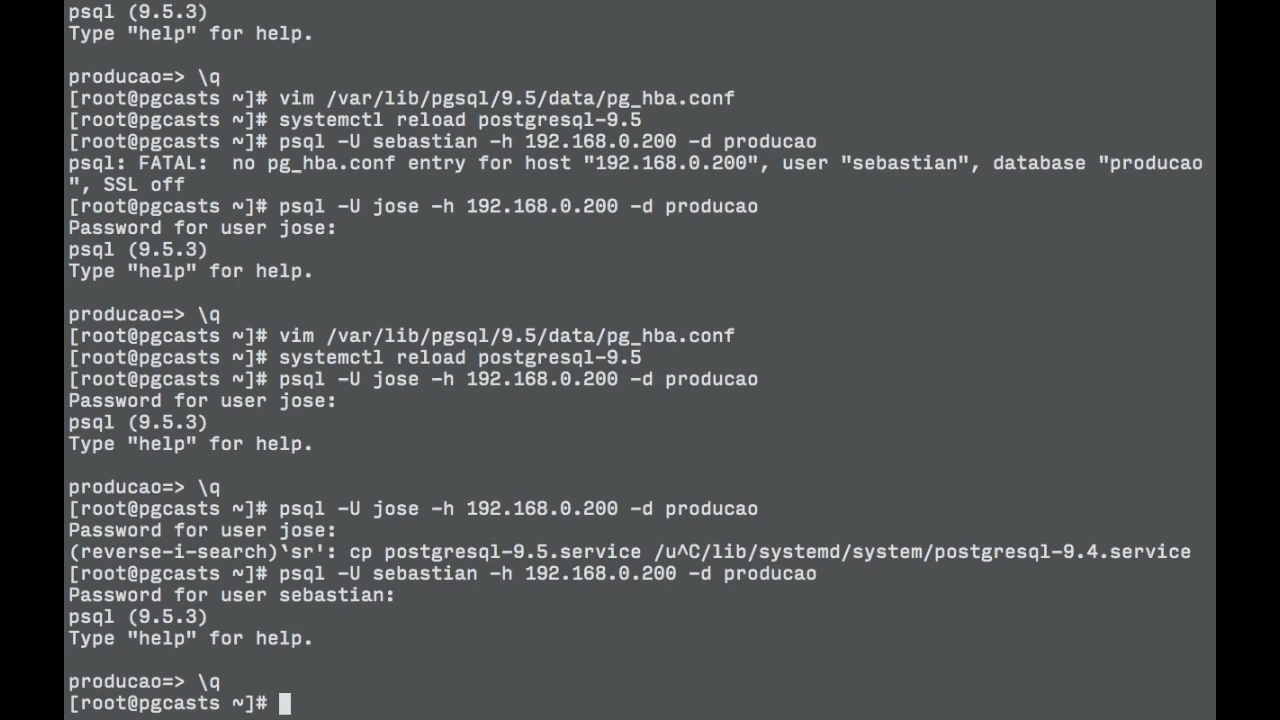 psql (9.5.3)
Type "help" for help.
producao=> \q
[root@pgcasts ~]# vim /var/lib/pgsql/9.5/data/pg_hba.conf
[root@pgcasts ~]# systemctl reload postgresql-9.5
[root@pgcasts ~]# psql -U sebastian -h 192.168.0.200 -d producao
psql: FATAL:  no pg_hba.conf entry for host "192.168.0.200", user "sebastian", database "producao
", SSL off
[root@pgcasts ~]# psql -U jose -h 192.168.0.200 -d producao
Password for user jose:
psql (9.5.3)
Type "help" for help.
producao=> \q
[root@pgcasts ~]# vim /var/lib/pgsql/9.5/data/pg_hba.conf
[root@pgcasts ~]# systemctl reload postgresql-9.5
[root@pgcasts ~]# psql -U jose -h 192.168.0.200 -d producao
Password for user jose:
psql (9.5.3)
Type "help" for help.
producao=> \q
[root@pgcasts ~]# psql -U jose -h 192.168.0.200 -d producao
Password for user jose:
(reverse-i-search)`sr': cp postgresql-9.5.service /u^C/lib/systemd/system/postgresql-9.4.service
[root@pgcasts ~]# psql -U sebastian -h 192.168.0.200 -d producao
Password for user sebastian:
psql (9.5.3)
Type "help" for help.
producao=> \q
[root@pgcasts ~]#